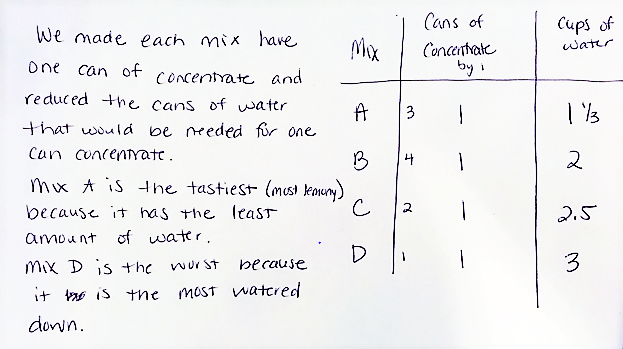 We made each mix have
one can of concentrate and
reduced the cans of water
that would be needed for one
can concentrate.
Mix A is the tastiest (most lemony)
because it has the least
amount of water.
Mix D is the worst because
it is the most watered
down.
Mix Cans of Concentrate by 1 Cups of water
A 3 1 1 1/3
B 4 1 2
C 2 1 2.5
D 1 1 3